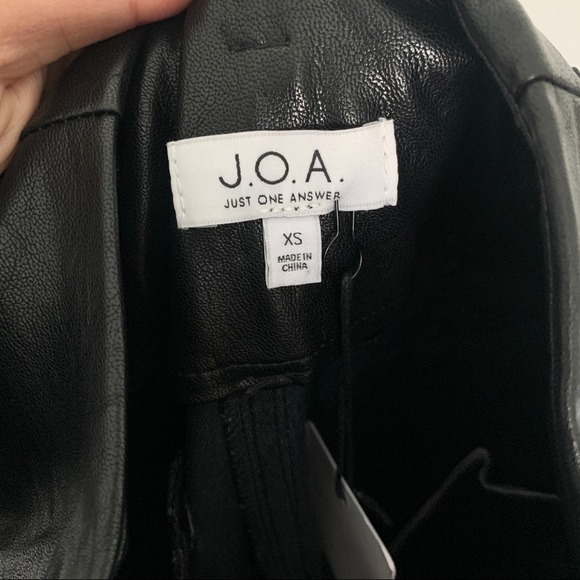 J.O.A.
JUST ONE ANSWER
XS
MADE IN
CHINA